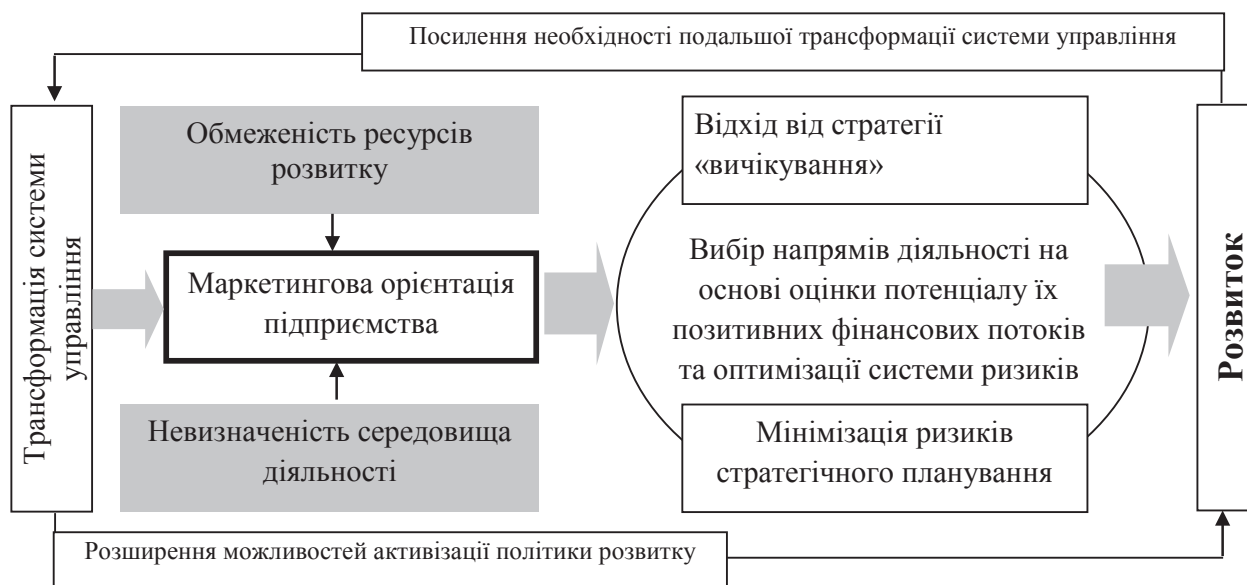 Посилення необхідності подальшої трансформації системи управління
Трансформація системи
управління
Обмеженість ресурсів
розвитку
Маркетингова орієнтація
підприємства
Невизначеність середовища
діяльності
Відхід від стратегії
«вичікування»
Вибір напрямів діяльності на
основі оцінки потенціалу їх
позитивних фінансових потоків
та оптимізації системи ризиків
Мінімізація ризиків
стратегічного планування
Розвиток
Розширення можливостей активізації політики розвитку